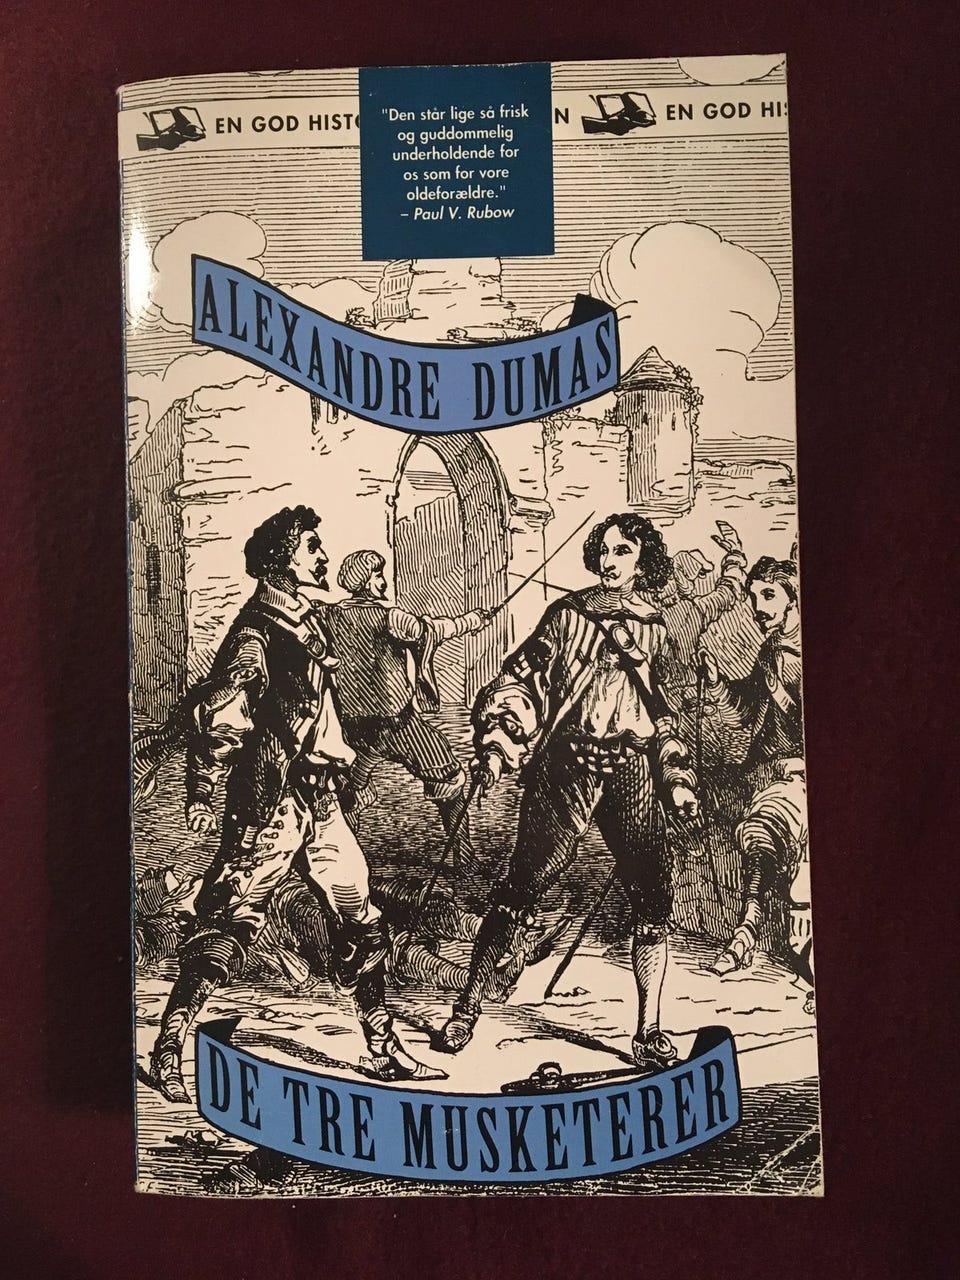 EN GOD HIST
N
EN GOD HIS
"Den står lige så frisk
og guddommelig
underholdende for
os som for vore
oldeforældre."
– Paul V. Rubow
ALEXANDRE DUMAS
DE TRE MUSKETERER